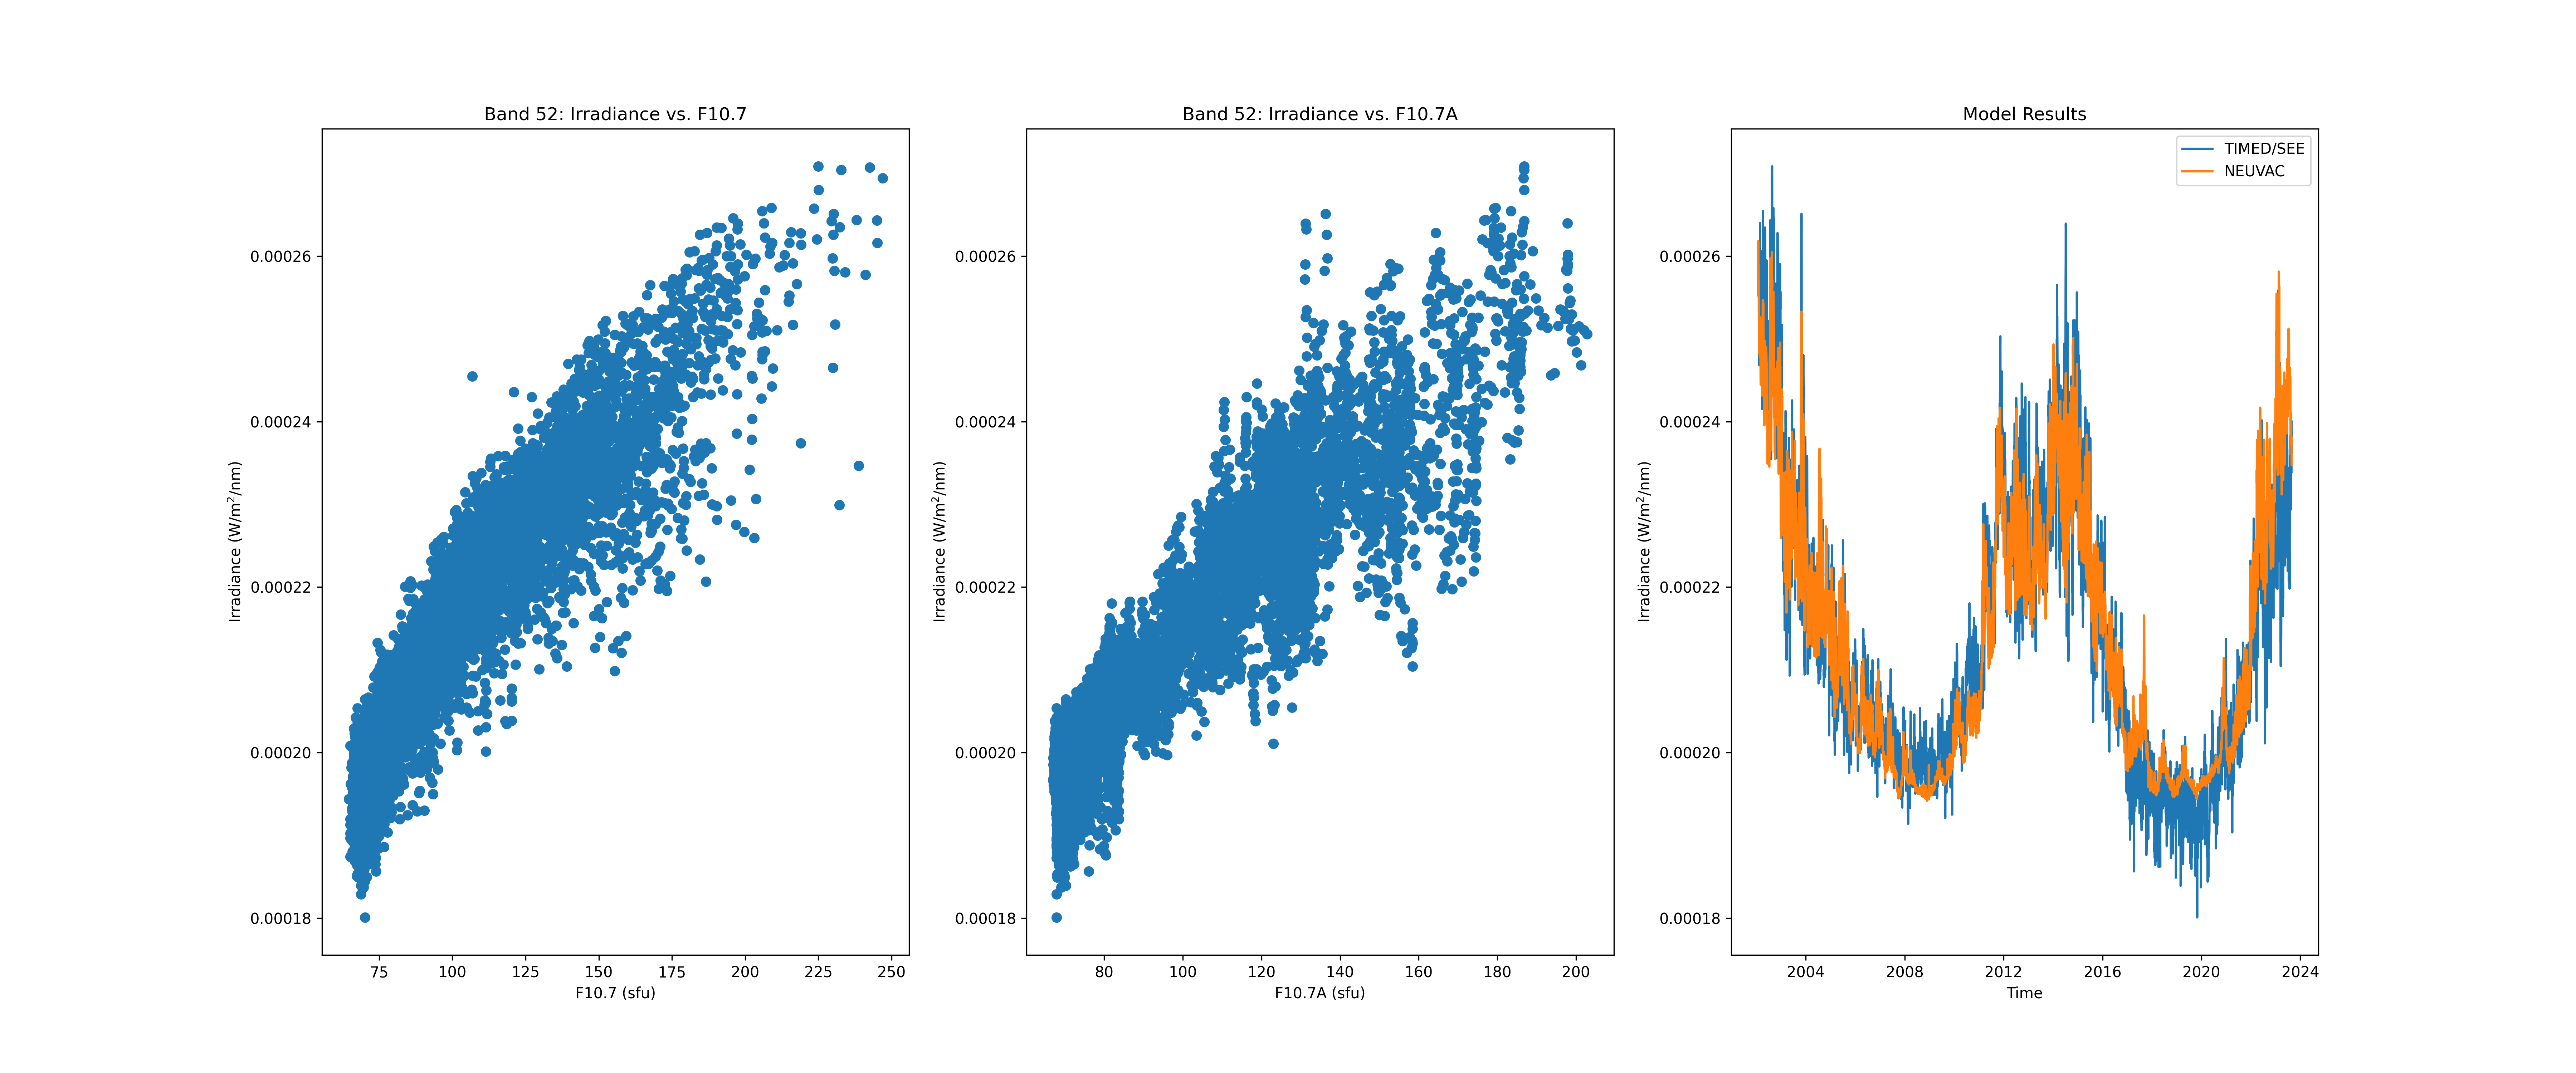 Band 52: Irradiance vs. F10.7
Irradiance (W/m²/nm)
0.00026
0.00024
0.00022
0.00020
0.00018
75 100 125 150 175 200 225 250
F10.7 (sfu)
Band 52: Irradiance vs. F10.7A
Irradiance (W/m²/nm)
0.00026
0.00024
0.00022
0.00020
0.00018
80 100 120 140 160 180 200
F10.7A (sfu)
Model Results
TIMED/SEE
NEUVAC
Irradiance (W/m²/nm)
0.00026
0.00024
0.00022
0.00020
0.00018
2004 2008 2012 2016 2020 2024
Time